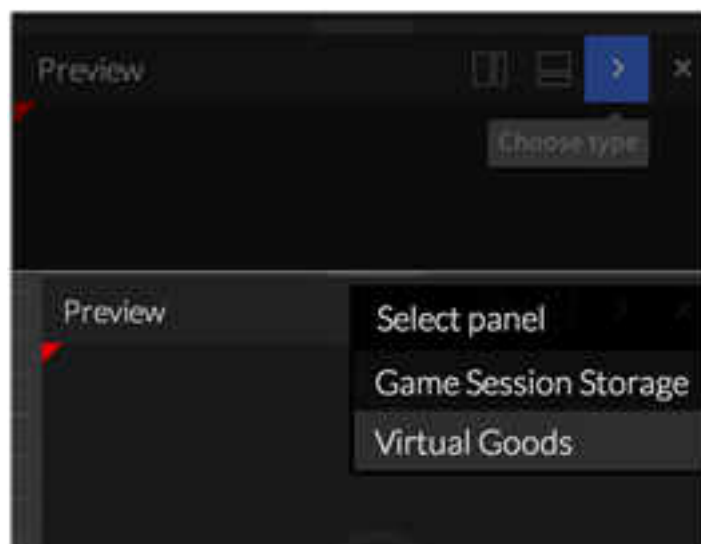 Preview
Choose type
Preview
Select panel
Game Session Storage
Virtual Goods